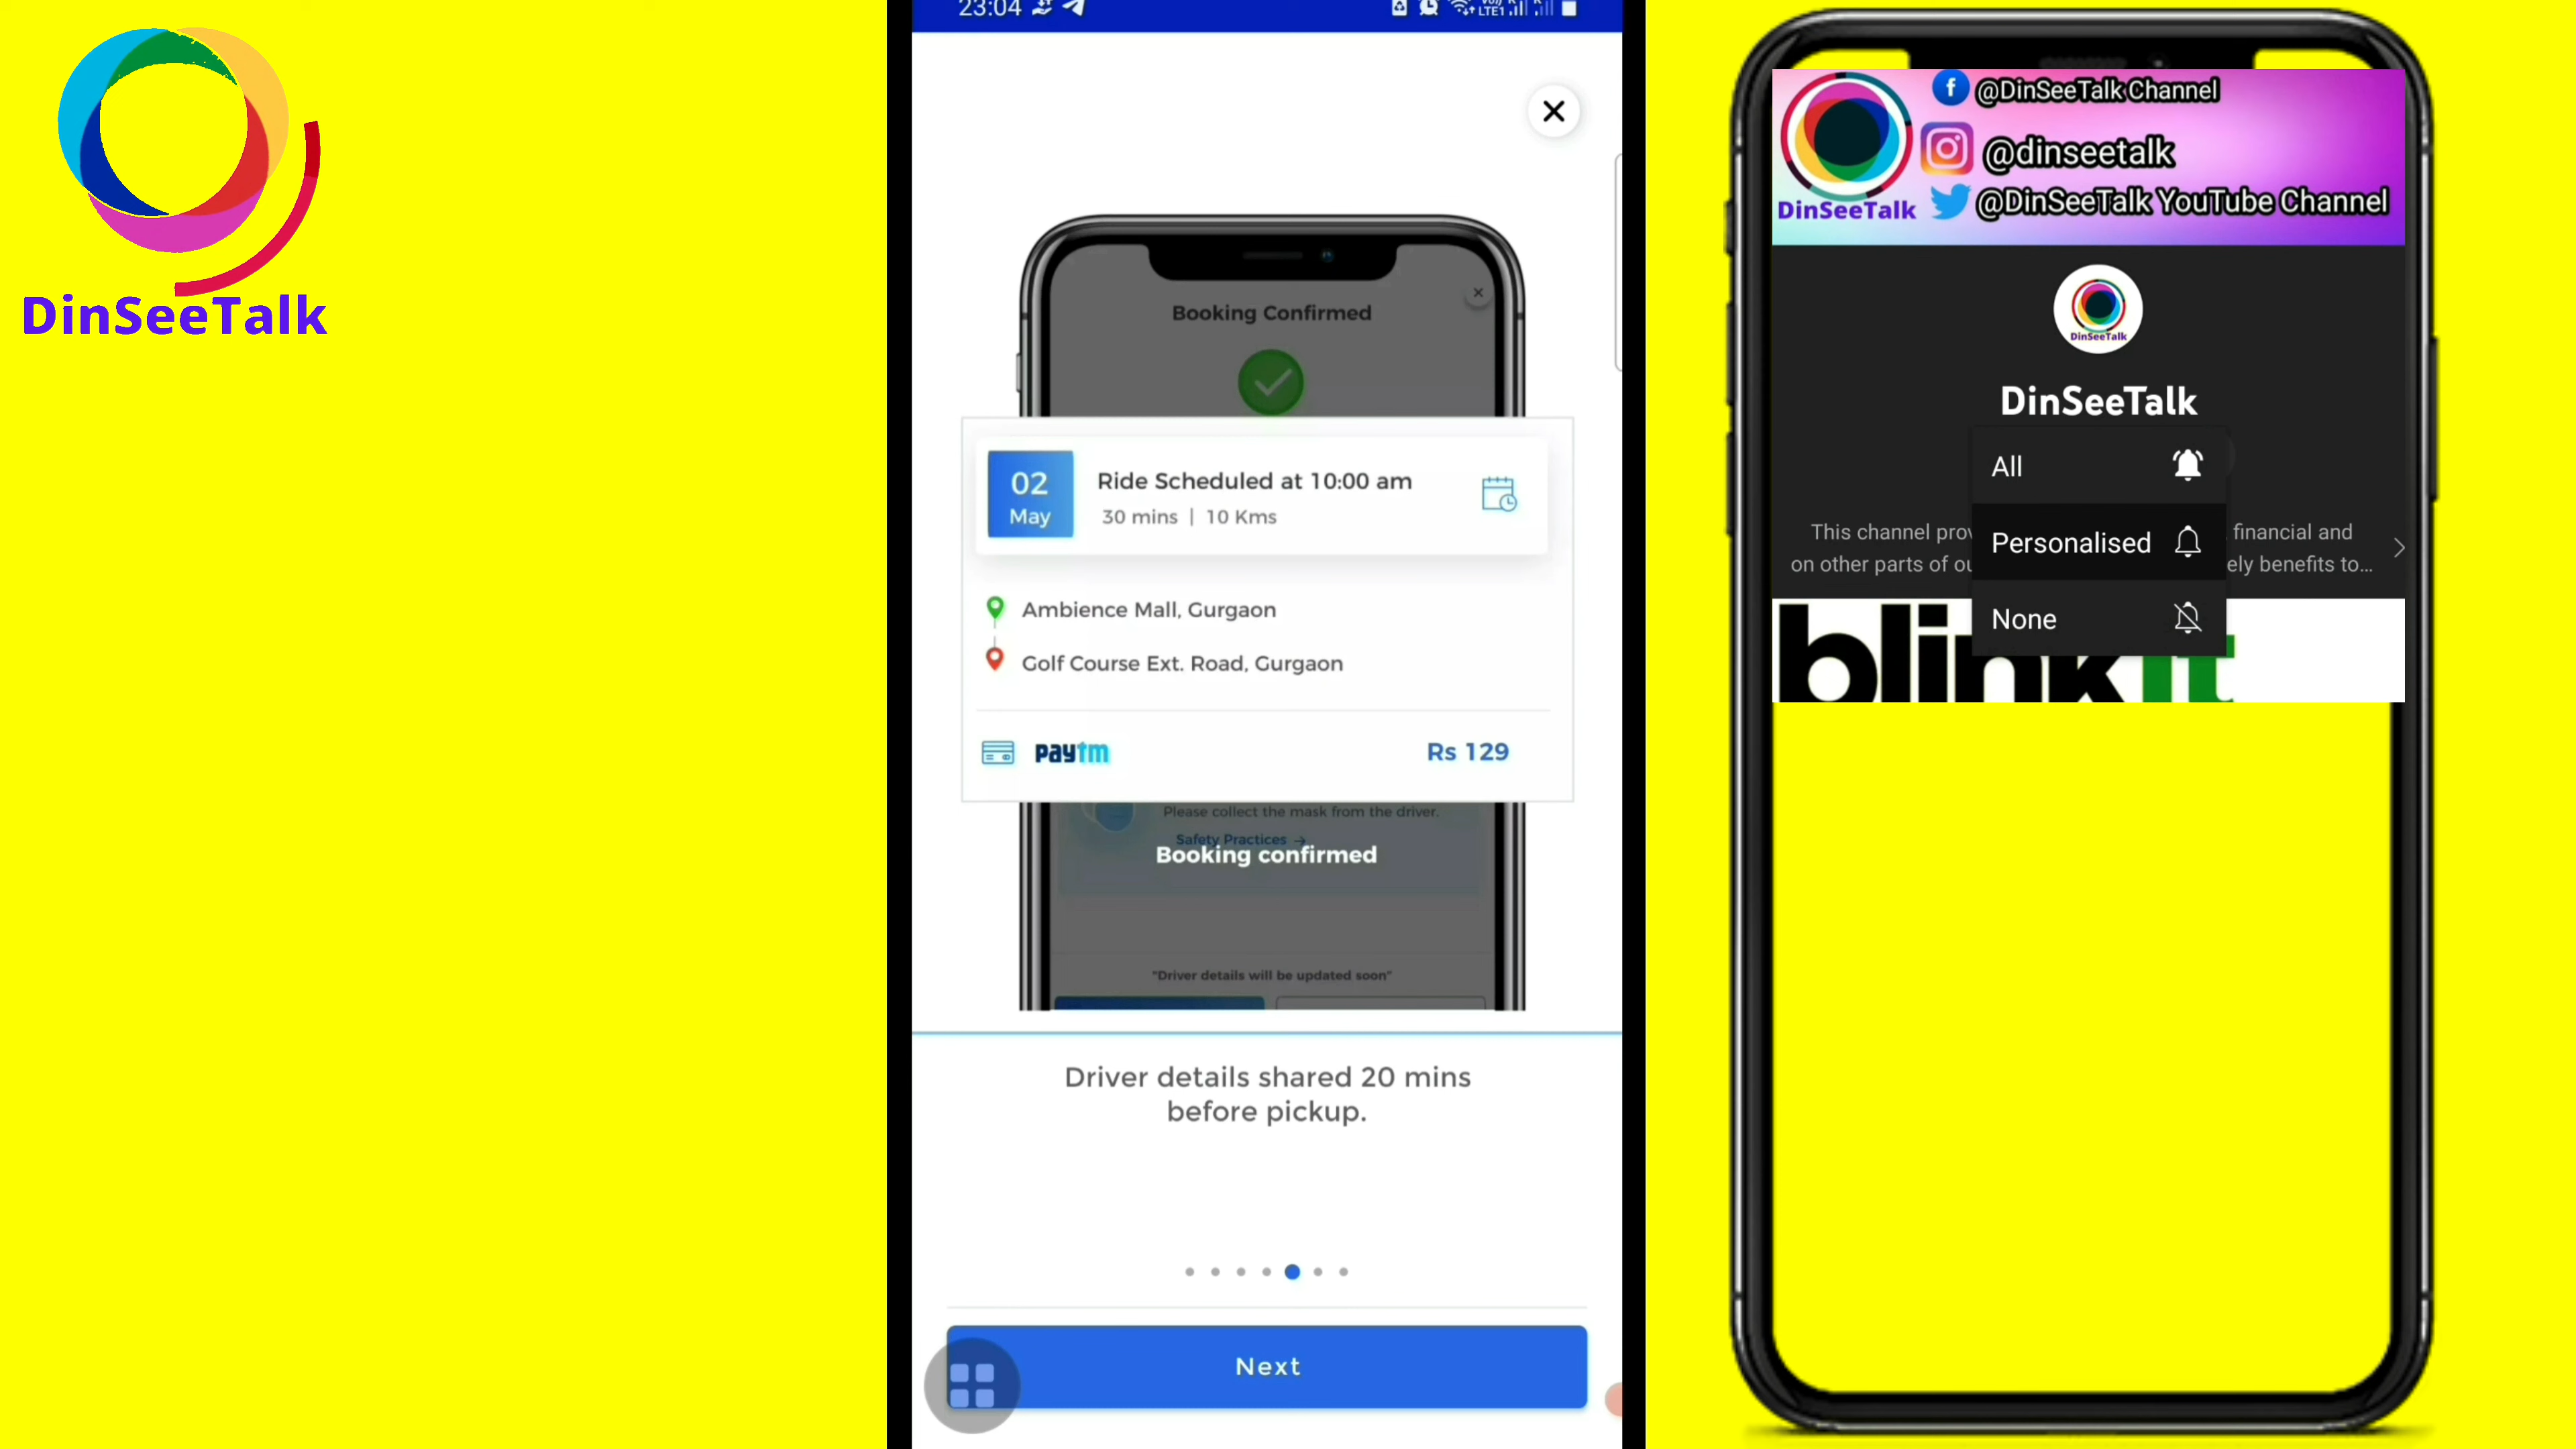 DinSeeTalk
23:04
LTE1
Booking Confirmed
02
May
Ride Scheduled at 10:00 am
30 mins | 10 Kms
Ambience Mall, Gurgaon
Golf Course Ext. Road, Gurgaon
paytm
Rs 129
Please collect the mask from the driver.
Safety Practices →
Booking confirmed
"Driver details will be updated soon"
Driver details shared 20 mins
before pickup.
Next
@DinSeeTalk Channel
@dinseetalk
@DinSeeTalk YouTube Channel
DinSeeTalk
DinSeeTalk
DinSeeTalk
All
Personalised
None
This channel prov
financial and
on other parts of ou
ely benefits to...
blinkit